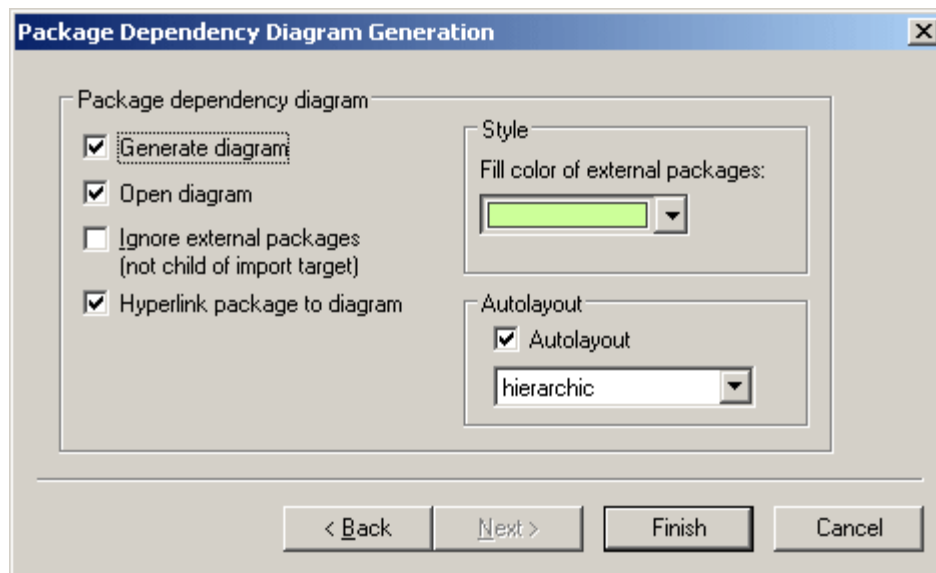 Package Dependency Diagram Generation
Package dependency diagram
Generate diagram
Open diagram
Ignore external packages
(not child of import target)
Hyperlink package to diagram
Style
Fill color of external packages:
Autolayout
Autolayout
hierarchic
< Back
Next >
Finish
Cancel